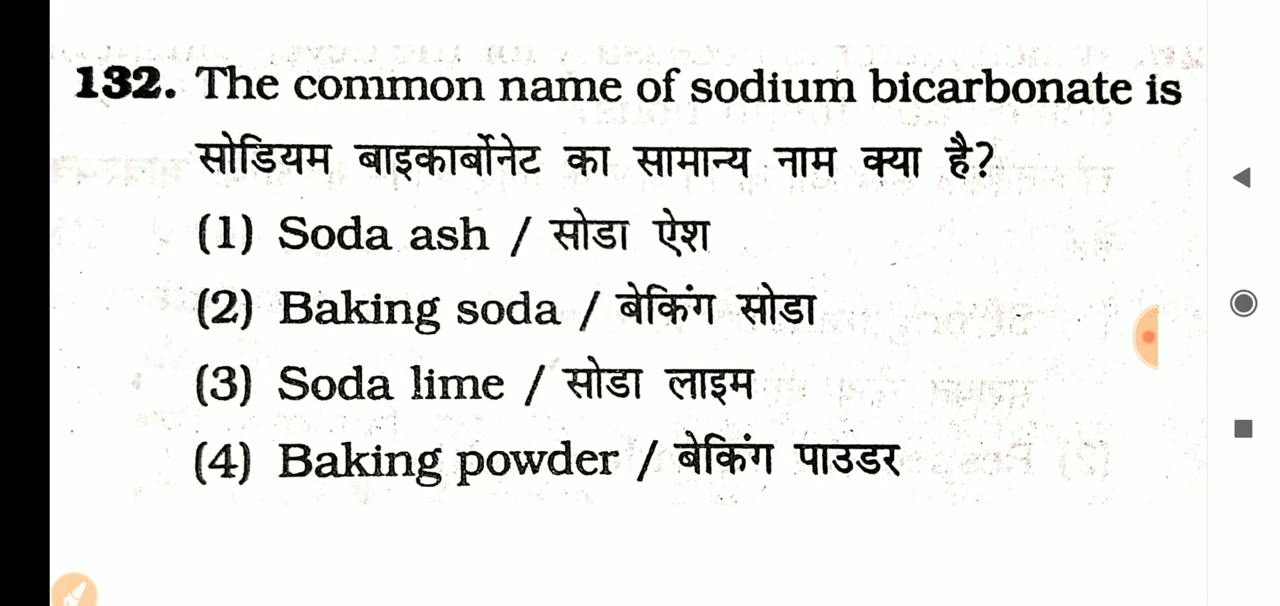 132. The common name of sodium bicarbonate is
सोडियम बाइकार्बोनेट का सामान्य नाम क्या है?
(1) Soda ash / सोडा ऐश
(2) Baking soda / बेकिंग सोडा
(3) Soda lime / सोडा लाइम
(4) Baking powder / बेकिंग पाउडर